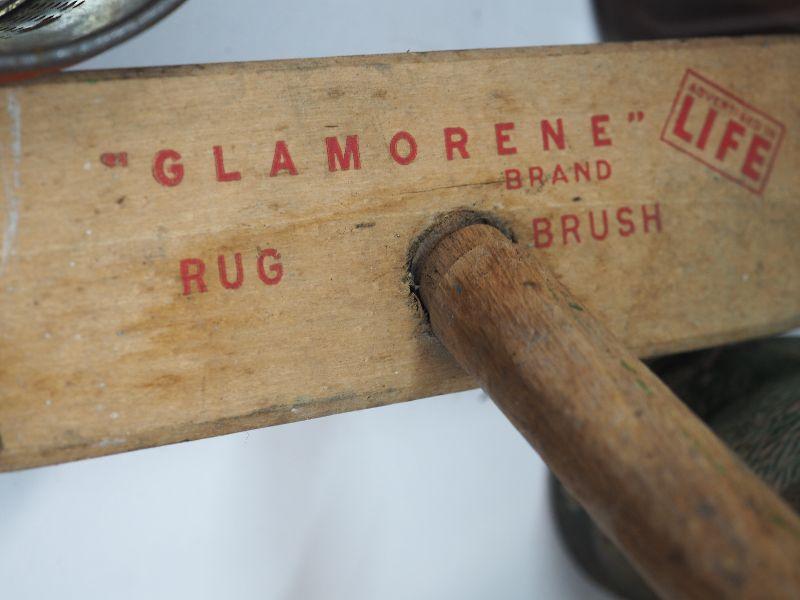 "GLAMORENE"
BRAND
RUG BRUSH
ADVERTISED IN
LIFE